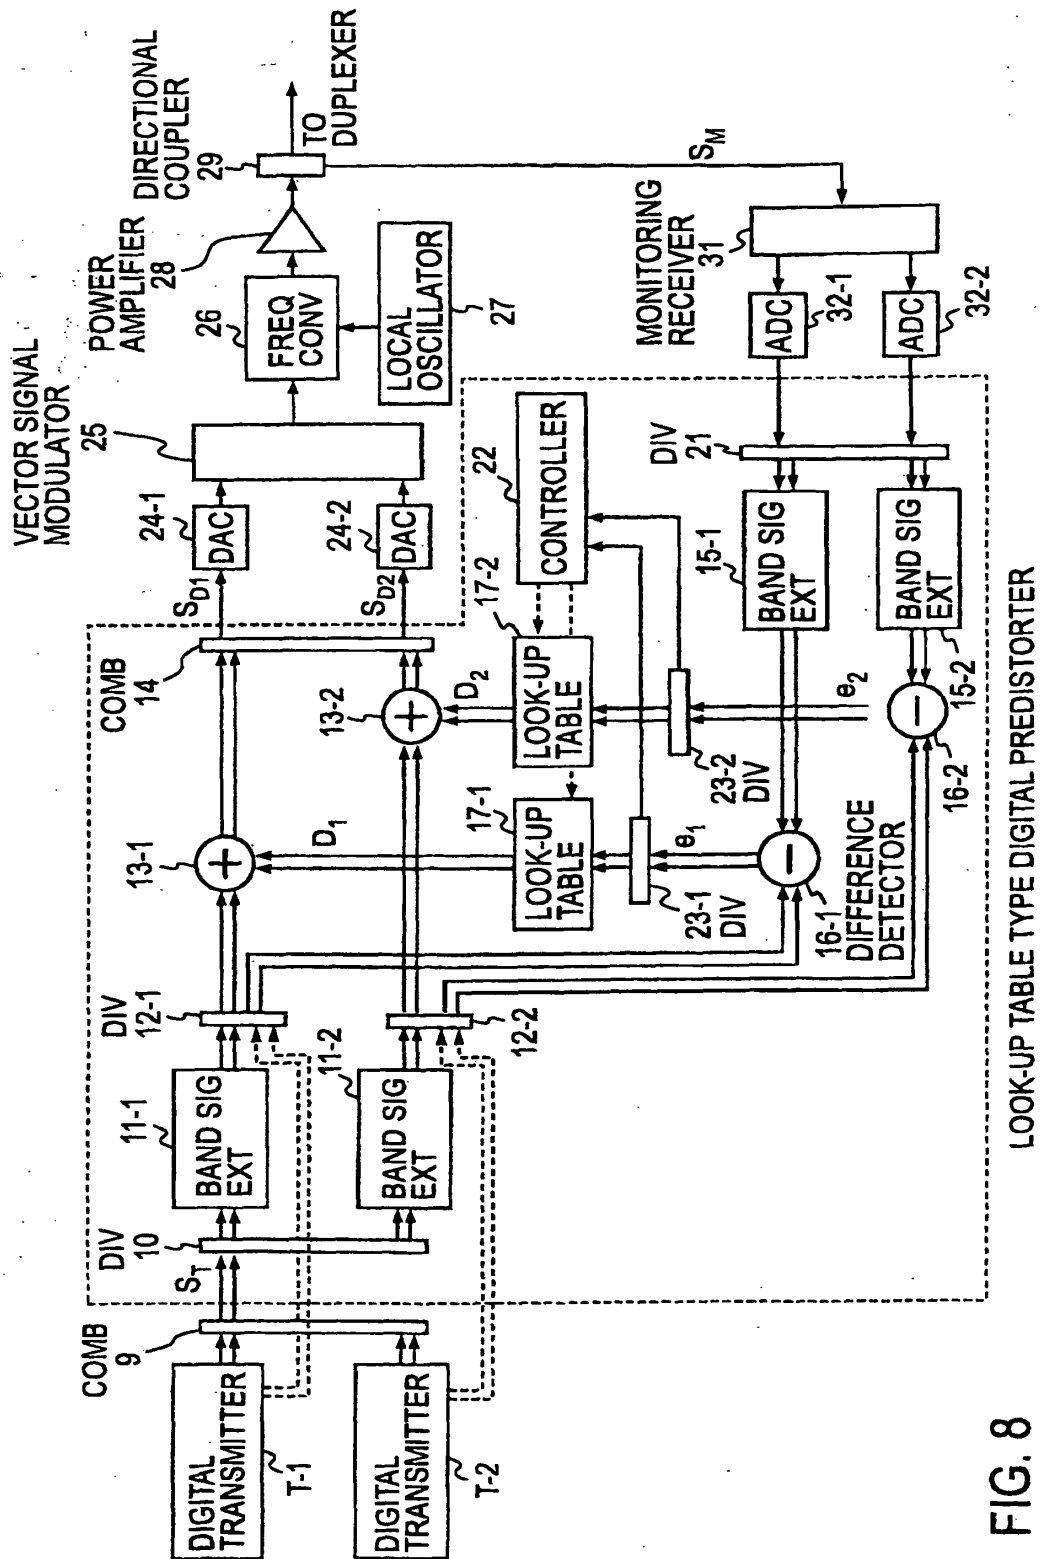 VECTOR SIGNAL
MODULATOR
25
POWER
AMPLIFIER
28
DIRECTIONAL
COUPLER
29
TO
DUPLEXER
26
FREQ
CONV
LOCAL
OSCILLATOR
27
24-1
DAC
24-2
DAC
S_D1
S_D2
S_M
MONITORING
RECEIVER
31
ADC
32-1
ADC
32-2
COMB
9
S_T
DIV
10
11-1
BAND SIG
EXT
11-2
BAND SIG
EXT
DIV
12-1
12-2
13-1
+
13-2
+
COMB
14
DIGITAL
TRANSMITTER
T-1
DIGITAL
TRANSMITTER
T-2
D_1
D_2
17-1
LOOK-UP
TABLE
17-2
LOOK-UP
TABLE
22
CONTROLLER
23-1
DIV
23-2
DIV
e_1
e_2
16-1
DIFFERENCE
DETECTOR
−
16-2
−
15-1
BAND SIG
EXT
15-2
BAND SIG
EXT
DIV
21
LOOK-UP TABLE TYPE DIGITAL PREDISTORTER
FIG. 8